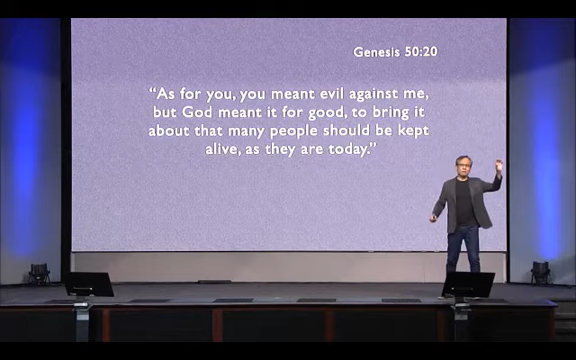 Genesis 50:20
“As for you, you meant evil against me,
but God meant it for good, to bring it
about that many people should be kept
alive, as they are today.”